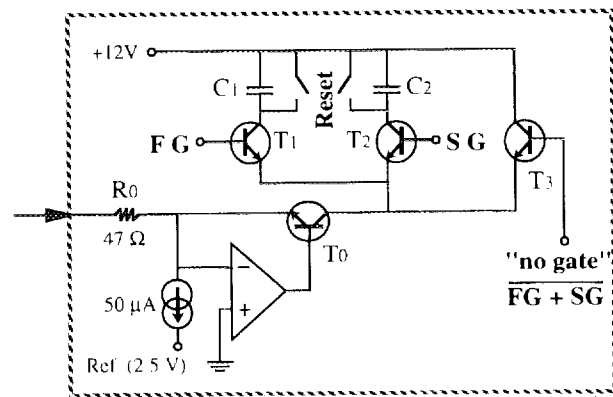 +12V
C1
Reset
C2
FG
T1
T2
SG
T3
R0
47 Ω
T0
−
+
50 µA
Ref (2 5 V)
"no gate"
FG + SG